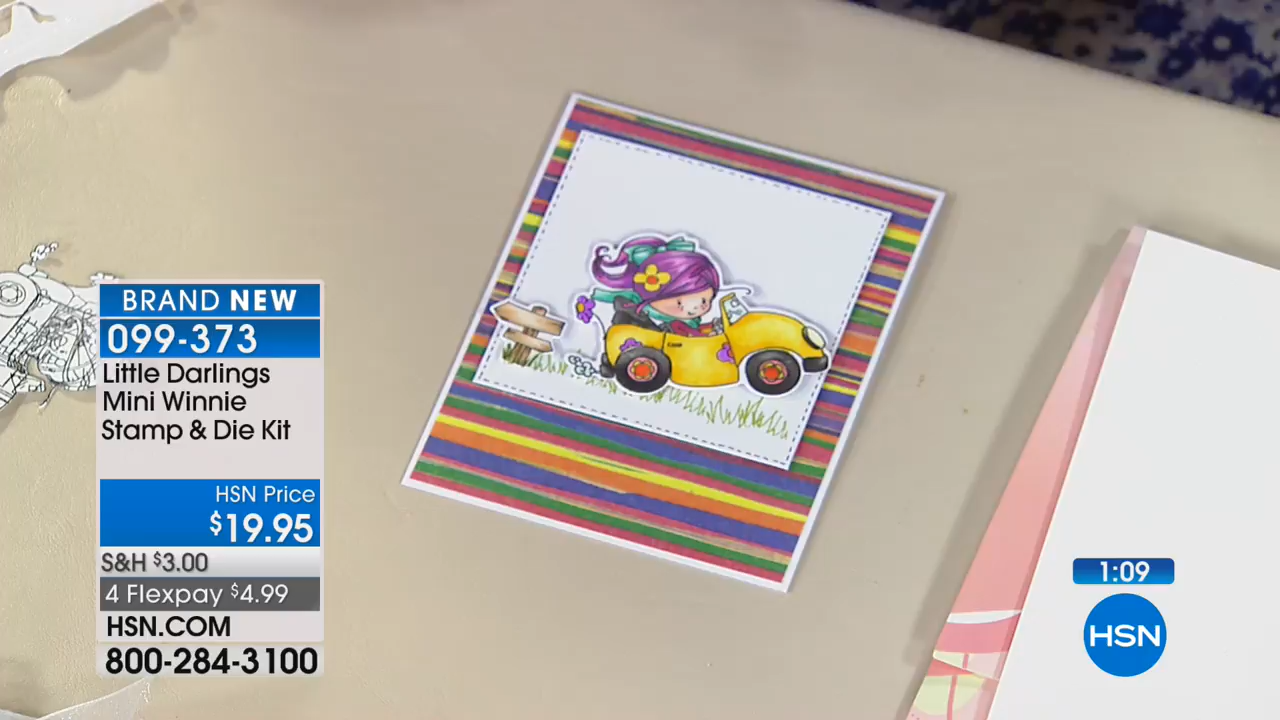 BRAND NEW
099-373
Little Darlings
Mini Winnie
Stamp & Die Kit
HSN Price
$19.95
S&H $3.00
4 Flexpay $4.99
HSN.COM
800-284-3100
1:09
HSN